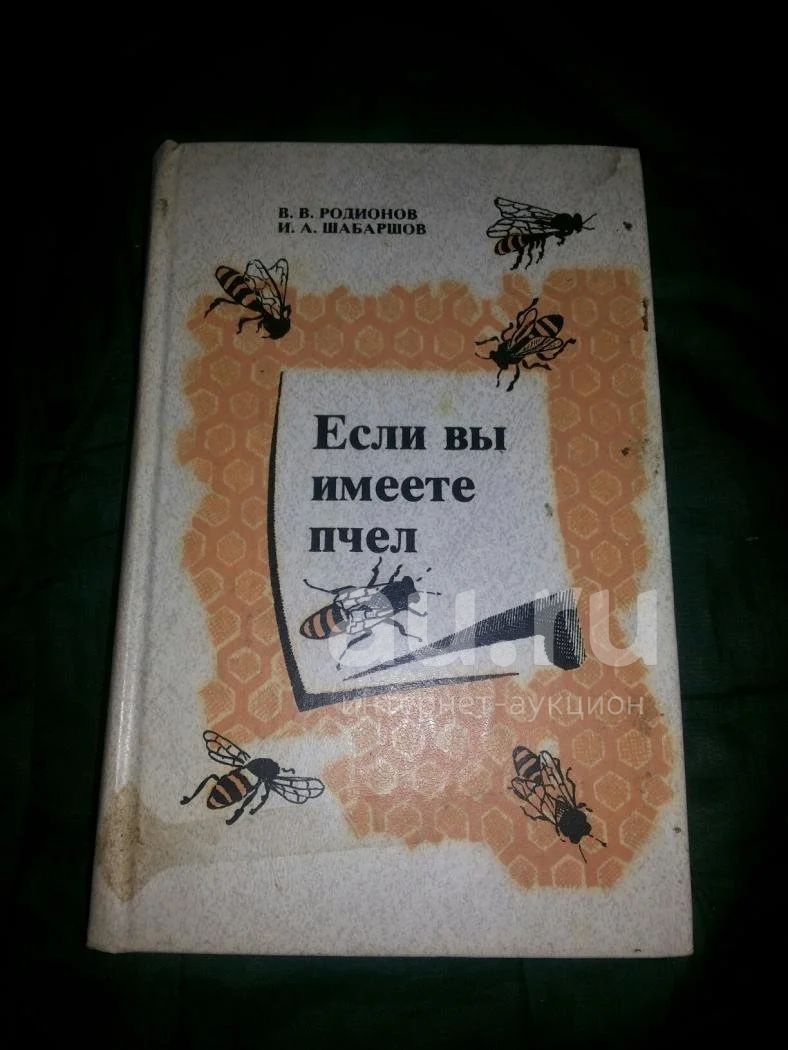 В. В. РОДИОНОВ
И. А. ШАБАРШОВ
Если вы
имеете
пчел
au.ru
интернет-аукцион